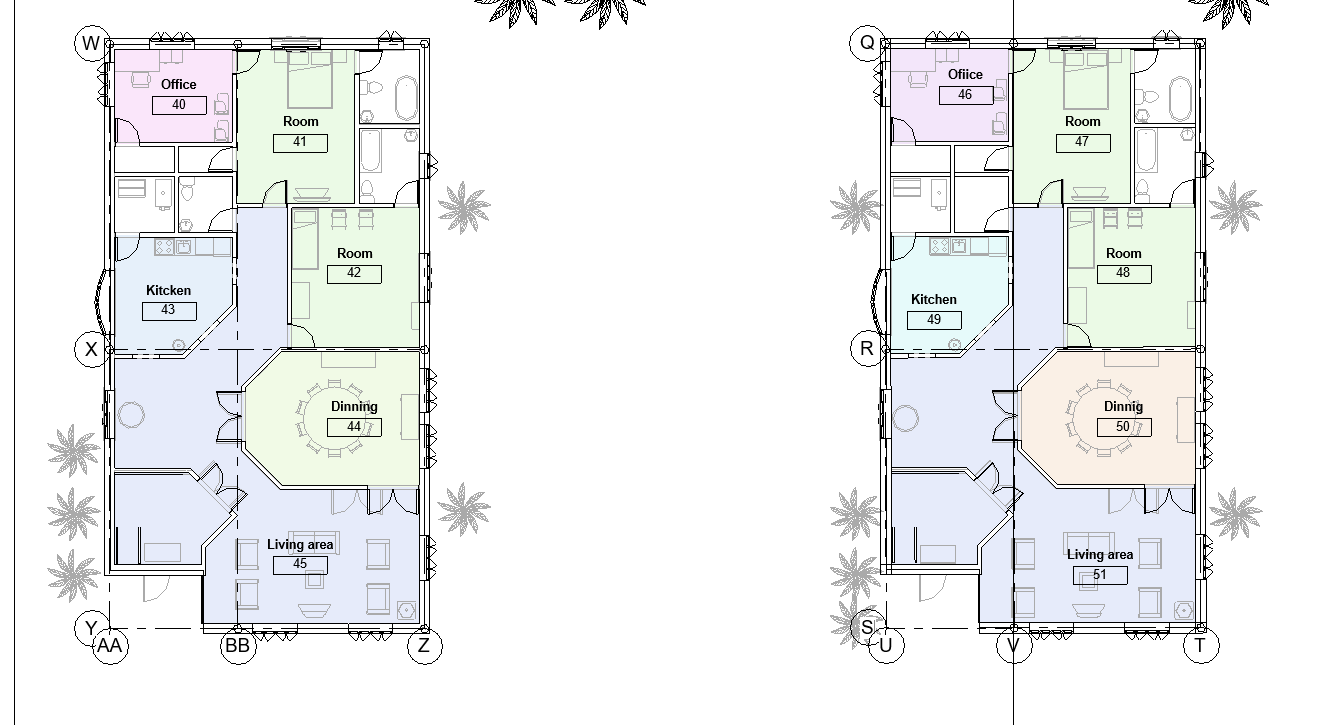 W
Office
40
Room
41
Room
42
Kitcken
43
X
Dinning
44
Living area
45
Y
AA
BB
Z
Q
Ofiice
46
Room
47
Room
48
Kitchen
49
R
Dinnig
50
Living area
51
S
U
V
T